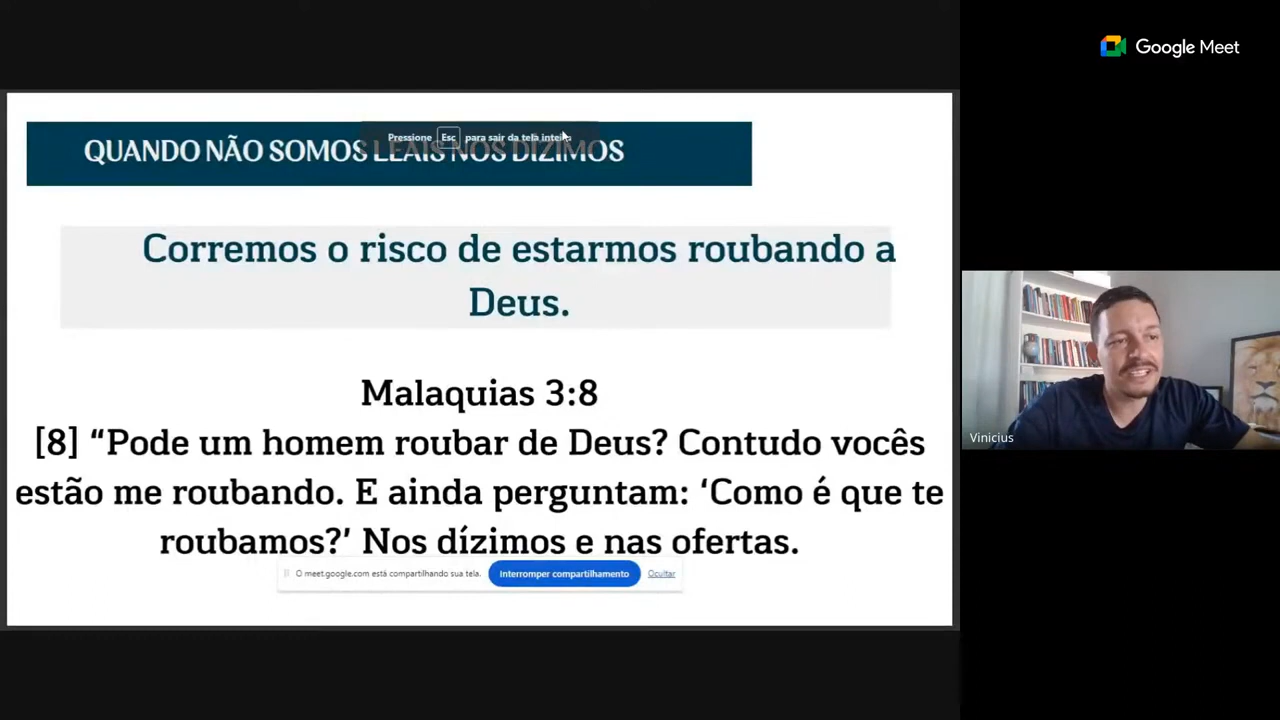 Google Meet
Pressione Esc para sair da tela inteira
QUANDO NÃO SOMOS LEAIS NOS DÍZIMOS
Corremos o risco de estarmos roubando a
Deus.
Malaquias 3:8
[8] “Pode um homem roubar de Deus? Contudo vocês
estão me roubando. E ainda perguntam: ‘Como é que te
roubamos?’ Nos dízimos e nas ofertas.
O meet.google.com está compartilhando sua tela. Interromper compartilhamento Ocultar
Vinicius